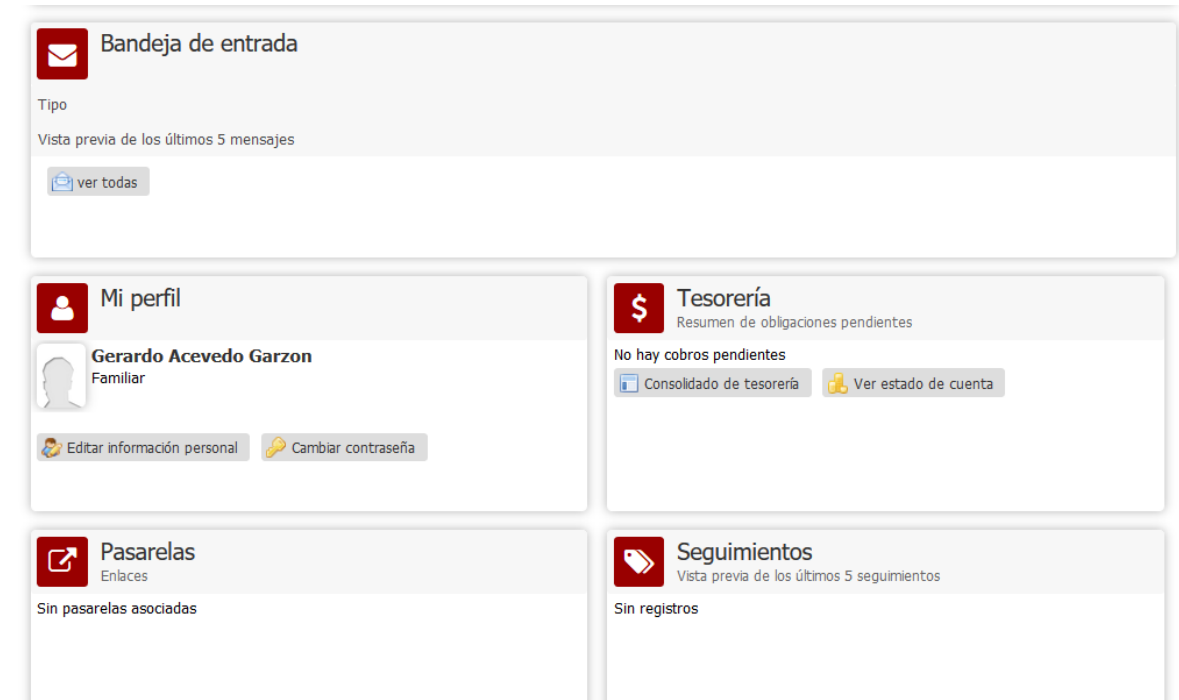 Bandeja de entrada
Tipo
Vista previa de los últimos 5 mensajes
ver todas
Mi perfil
Gerardo Acevedo Garzon
Familiar
Editar información personal
Cambiar contraseña
Tesorería
Resumen de obligaciones pendientes
No hay cobros pendientes
Consolidado de tesorería
Ver estado de cuenta
Pasarelas
Enlaces
Sin pasarelas asociadas
Seguimientos
Vista previa de los últimos 5 seguimientos
Sin registros